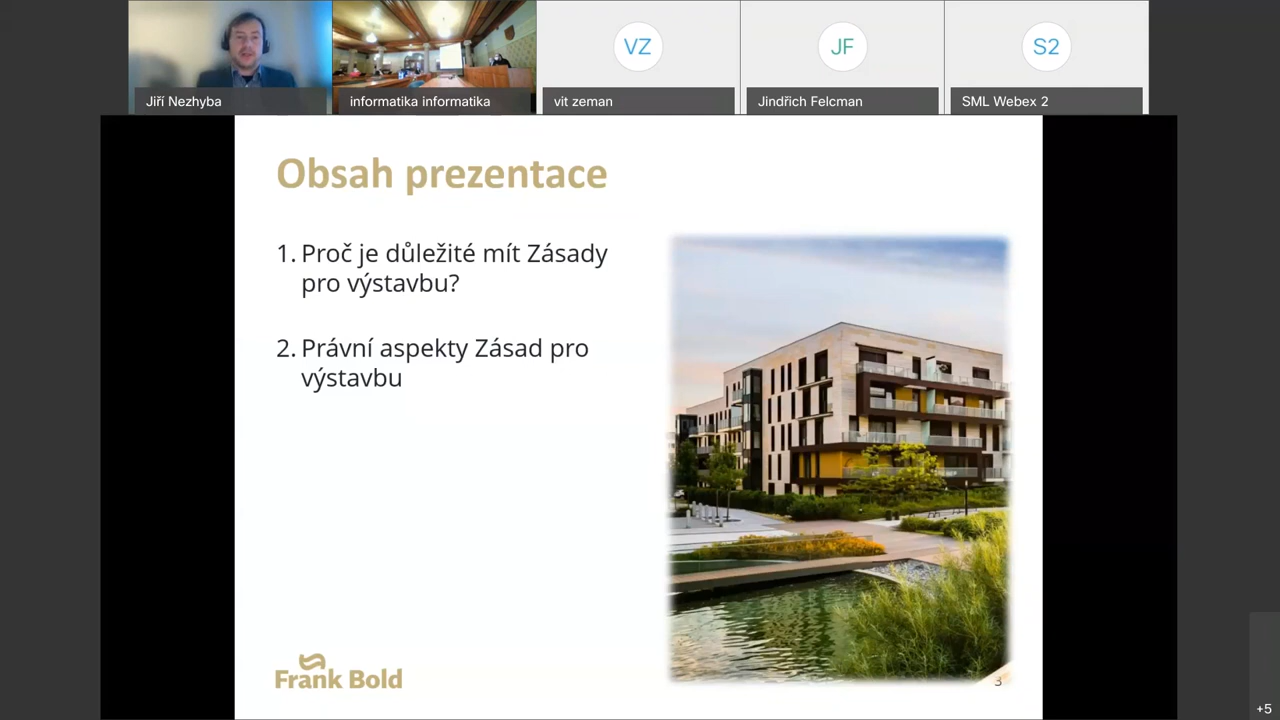 VZ
JF
S2
Jiří Nezhyba
informatika informatika
vit zeman
Jindřich Felcman
SML Webex 2
Obsah prezentace
1. Proč je důležité mít Zásady
pro výstavbu?
2. Právní aspekty Zásad pro
výstavbu
Frank Bold
3
+5